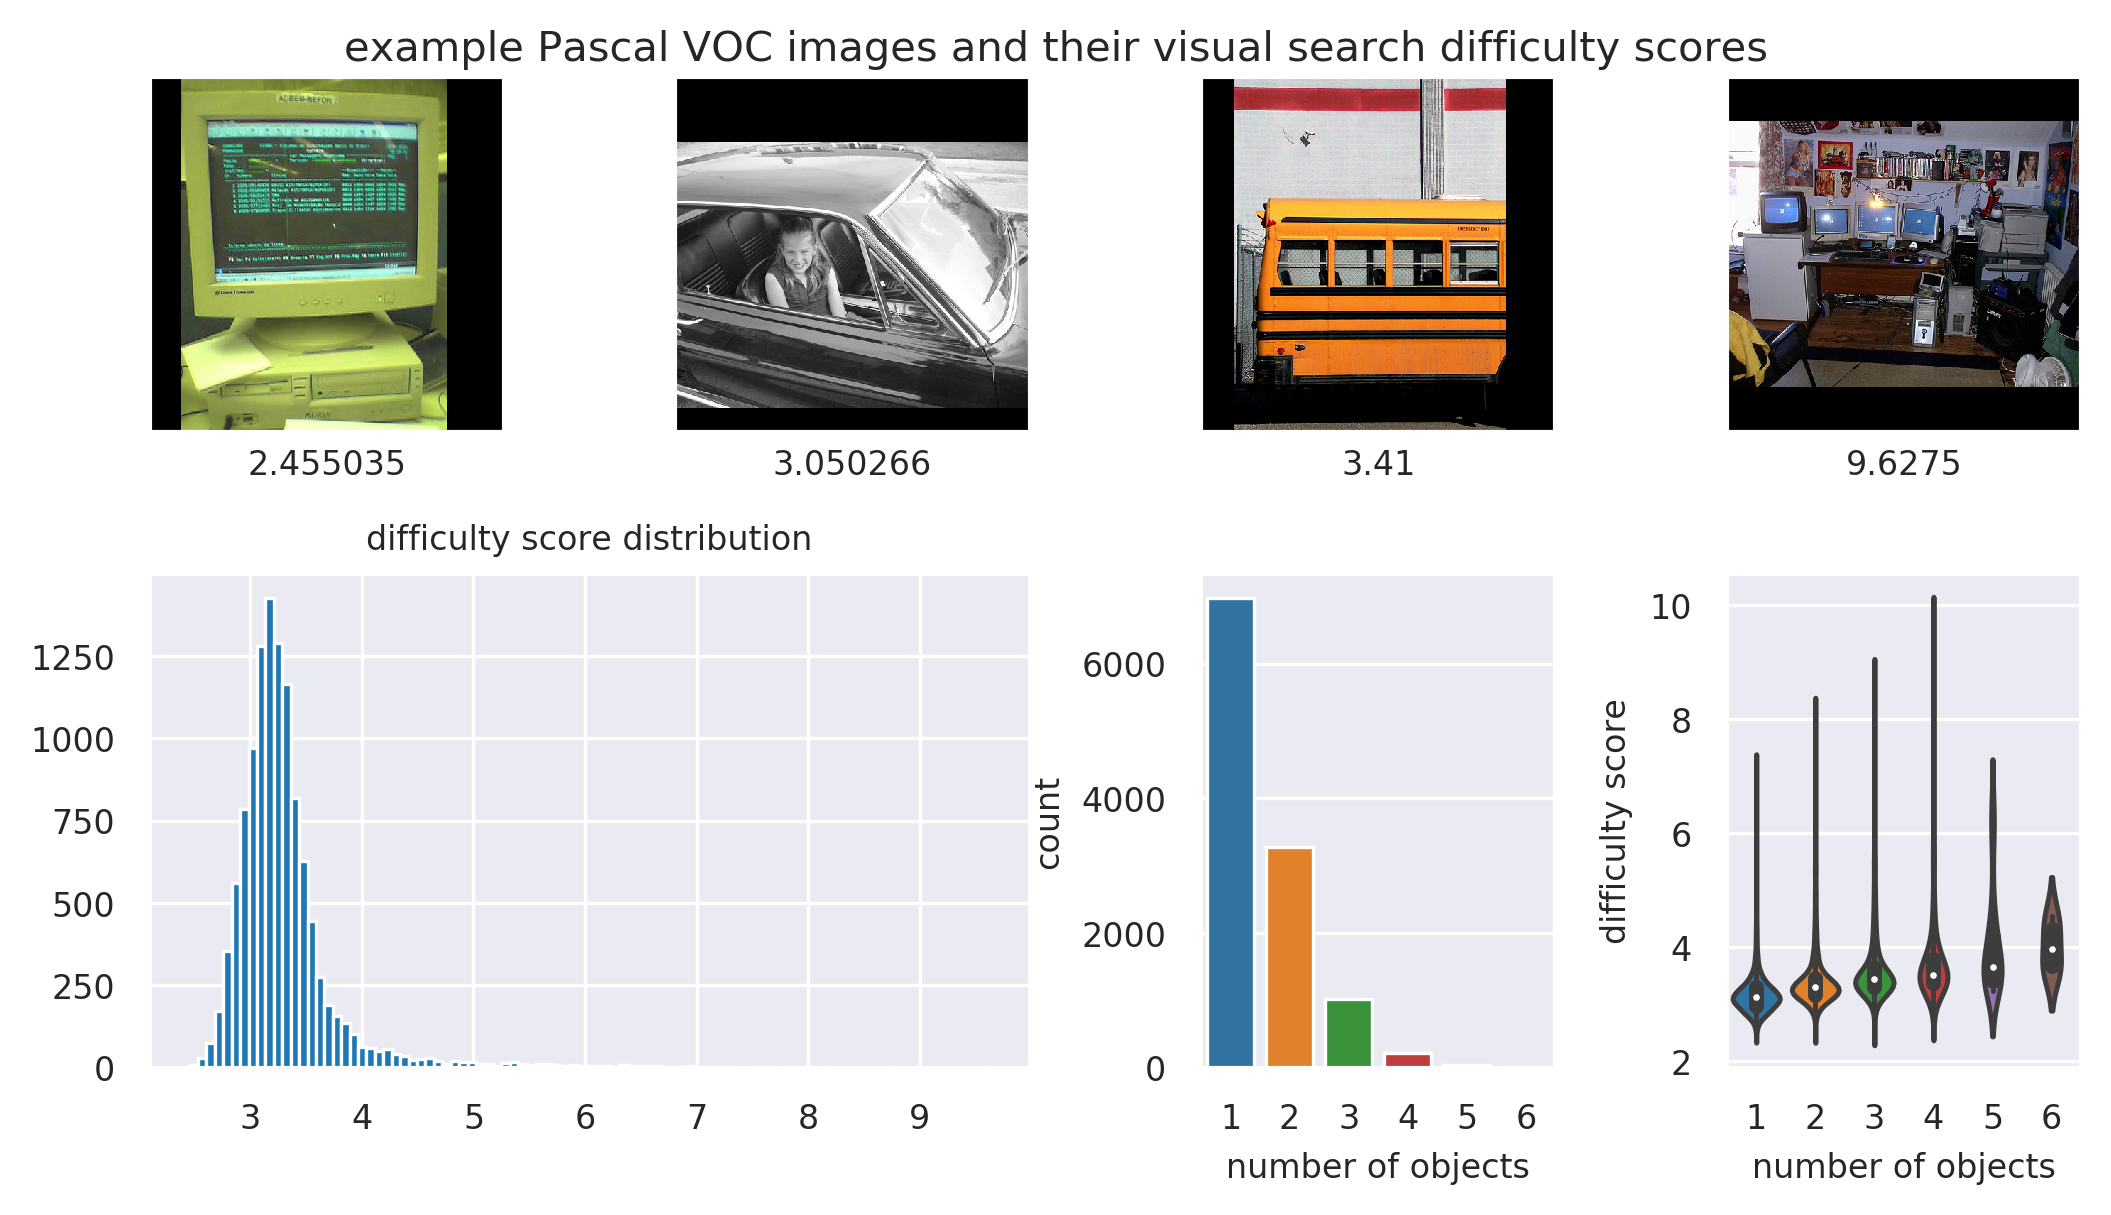 example Pascal VOC images and their visual search difficulty scores
2.455035
3.050266
3.41
9.6275
difficulty score distribution
1250
1000
750
500
250
0
3 4 5 6 7 8 9
count
6000
4000
2000
0
1 2 3 4 5 6
number of objects
difficulty score
10
8
6
4
2
1 2 3 4 5 6
number of objects